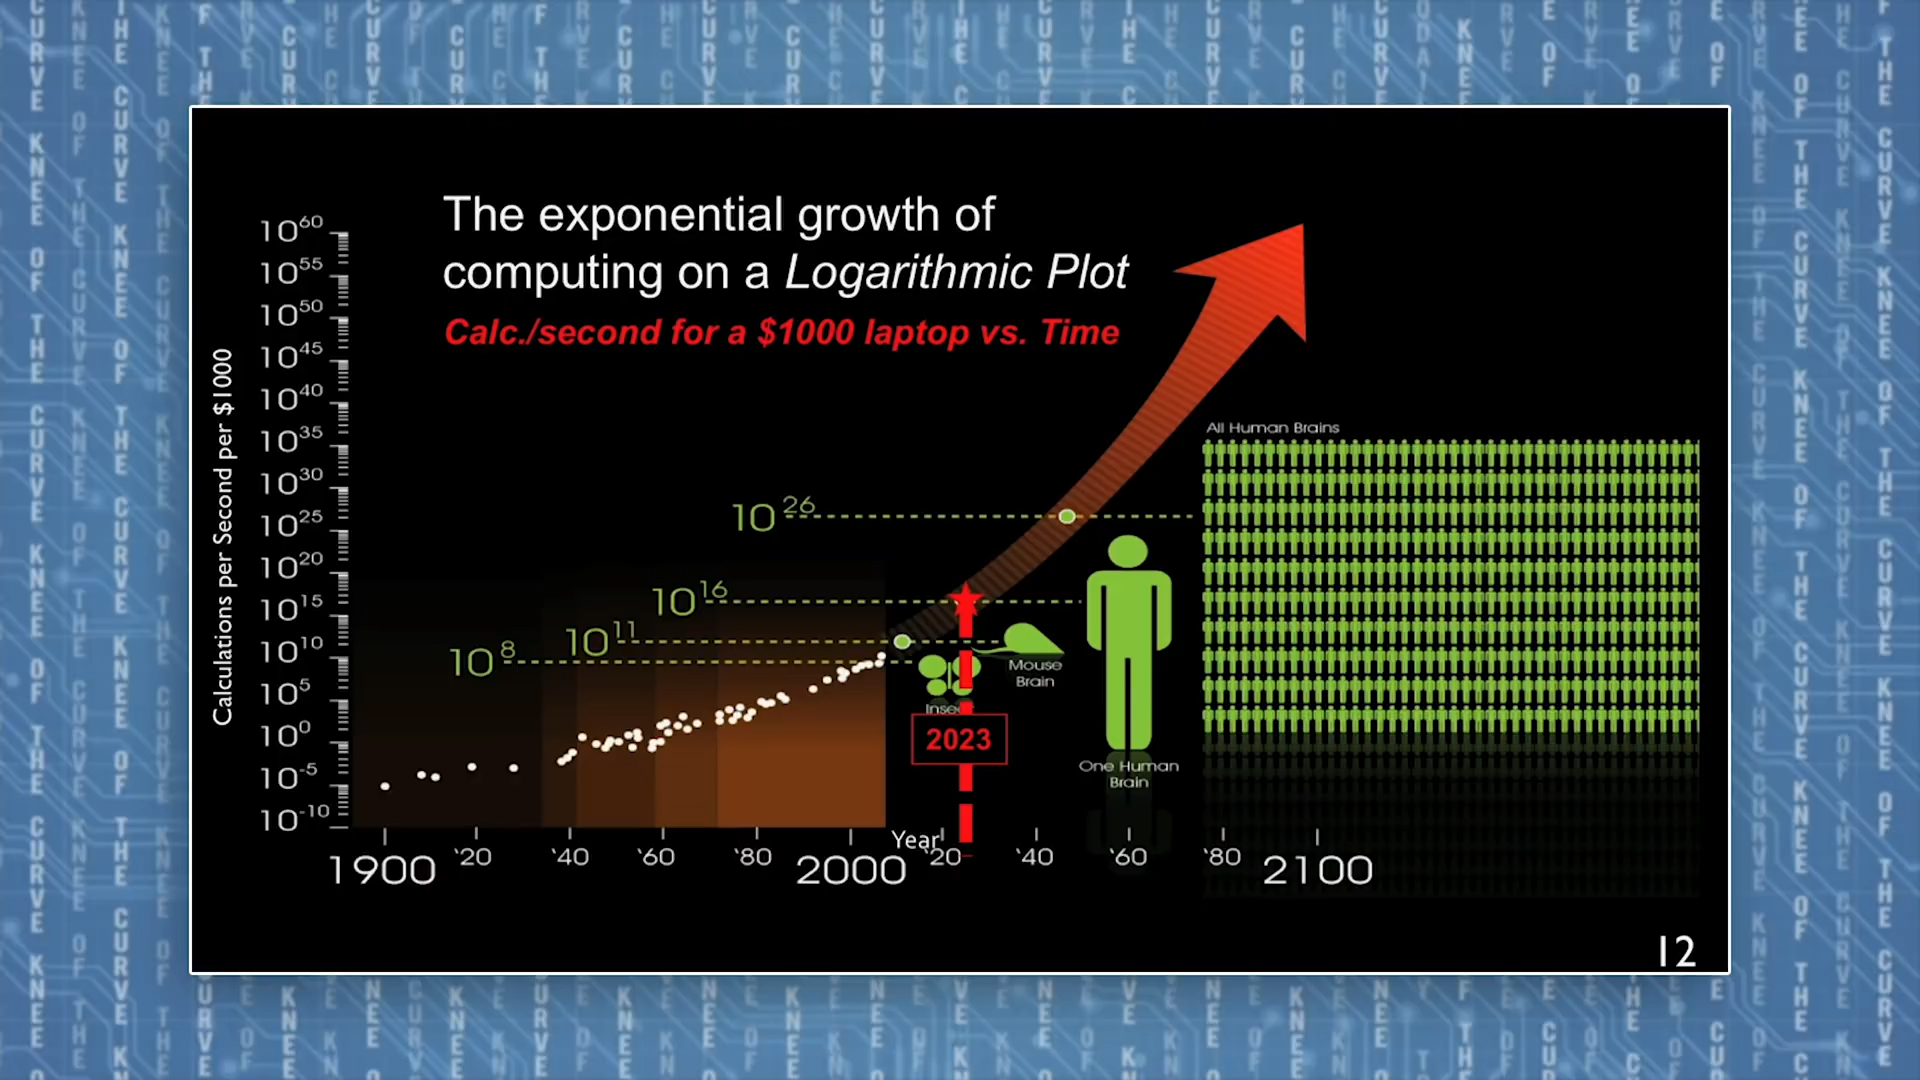 The exponential growth of
computing on a Logarithmic Plot
Calc./second for a $1000 laptop vs. Time
Calculations per Second per $1000
10^60
10^55
10^50
10^45
10^40
10^35
10^30
10^25
10^20
10^15
10^10
10^5
10^0
10^-5
10^-10
All Human Brains
10^26
10^16
10^11
10^8
Mouse
Brain
2023
One Human
Brain
Year
1900
'20
'40
'60
'80
2000
'20
'40
'60
'80
2100
12
KNEE OF THE CURVE